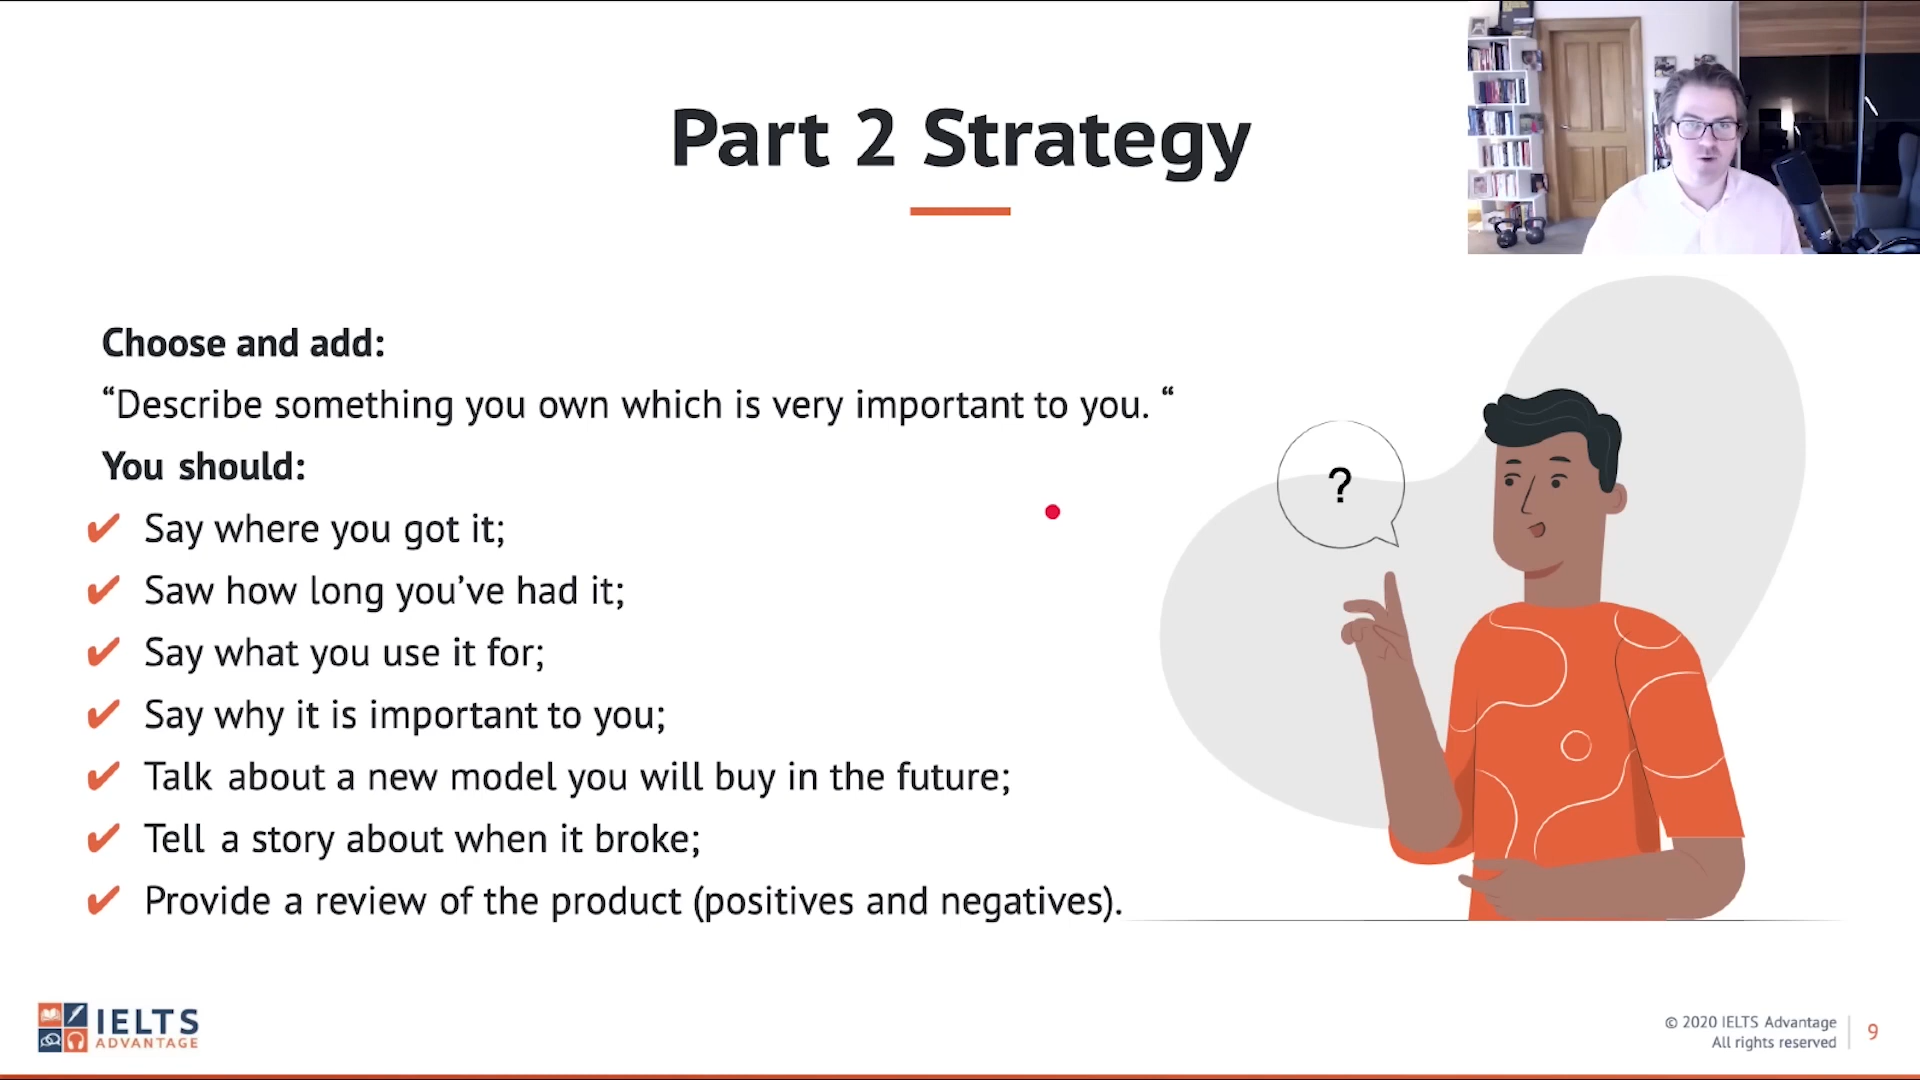 Part 2 Strategy
Choose and add:
“Describe something you own which is very important to you. “
You should:
✔ Say where you got it;
✔ Saw how long you’ve had it;
✔ Say what you use it for;
✔ Say why it is important to you;
✔ Talk about a new model you will buy in the future;
✔ Tell a story about when it broke;
✔ Provide a review of the product (positives and negatives).
?
IELTS
ADVANTAGE
© 2020 IELTS Advantage
All rights reserved
9